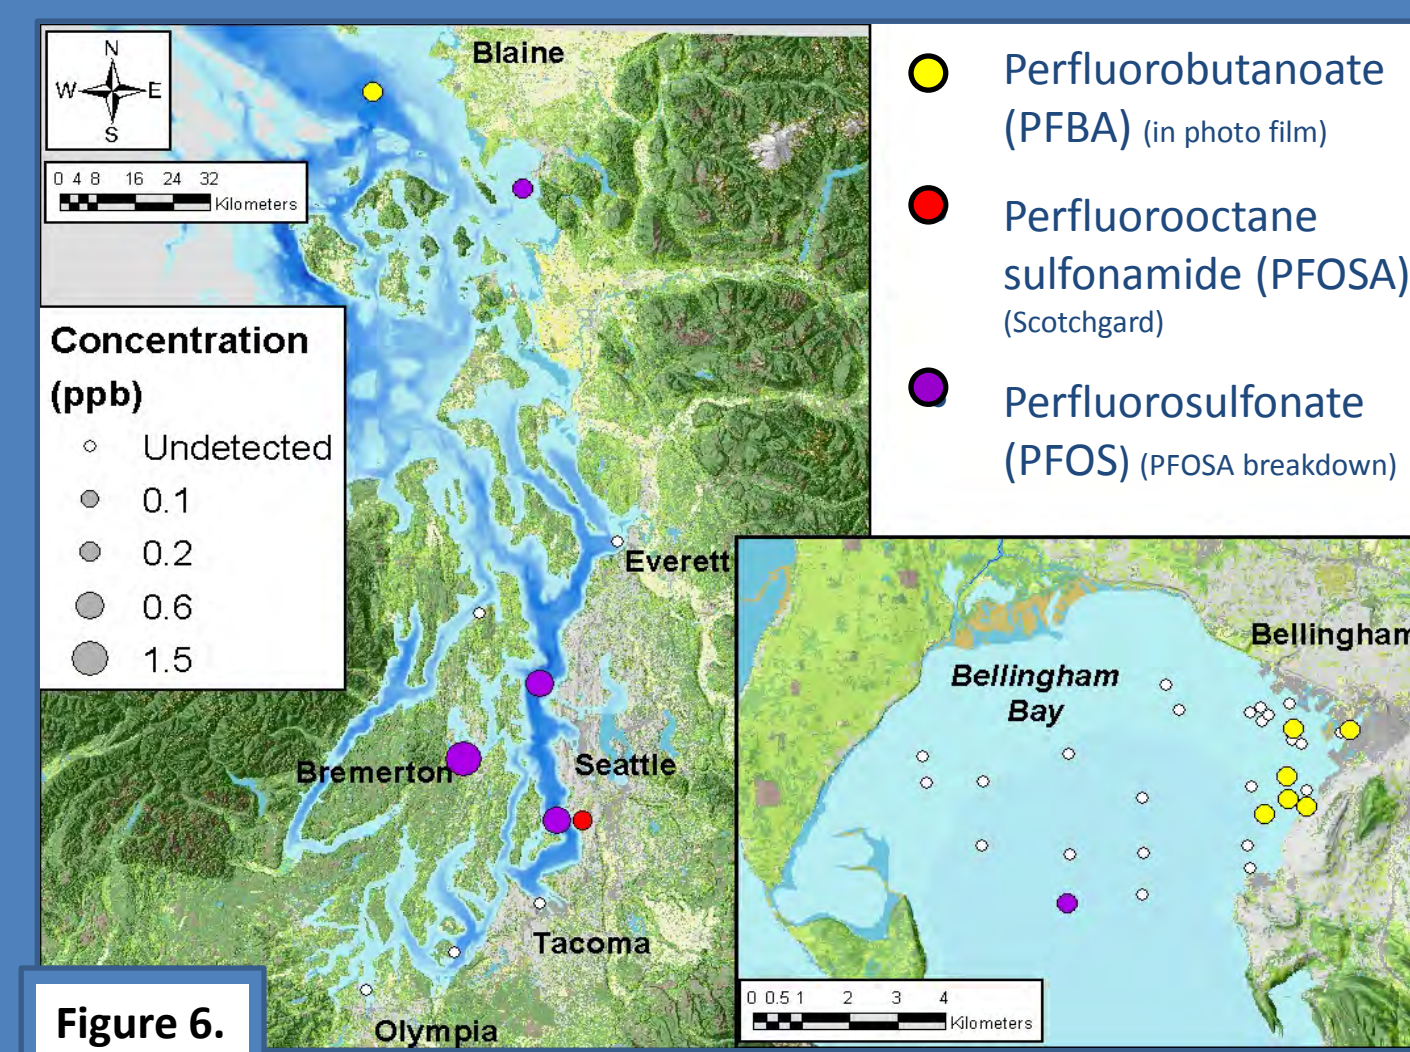 N
W E
S
0 4 8 16 24 32
Kilometers
Blaine
Concentration
(ppb)
Undetected
0.1
0.2
0.6
1.5
Everett
Bremerton
Seattle
Tacoma
Olympia
Figure 6.
Perfluorobutanoate
(PFBA) (in photo film)
Perfluorooctane
sulfonamide (PFOSA)
(Scotchgard)
Perfluorosulfonate
(PFOS) (PFOSA breakdown)
Bellingham
Bellingham
Bay
0 0.5 1 2 3 4
Kilometers